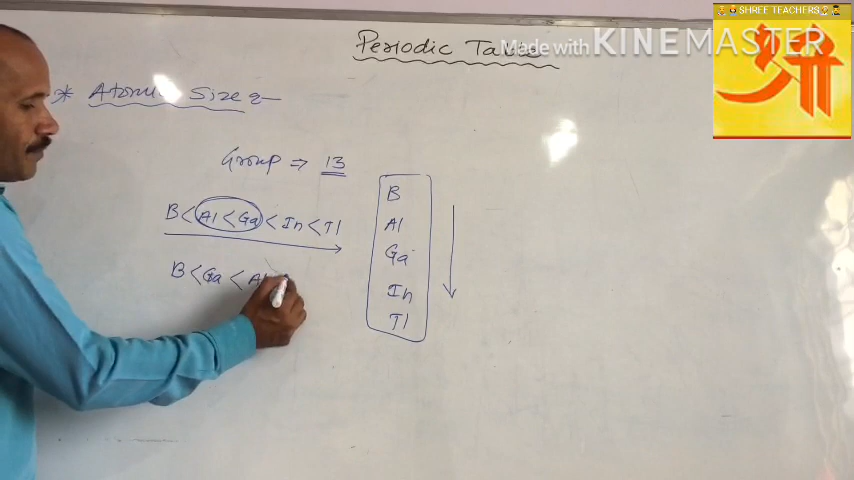 SHREE TEACHERS
Periodic Table
Made with KINEMASTER
श्री
* Atomic Size
Group ⇒ 13
B < Al < Ga < In < Tl
B < Ga < Al
B
Al
Ga
In
Tl